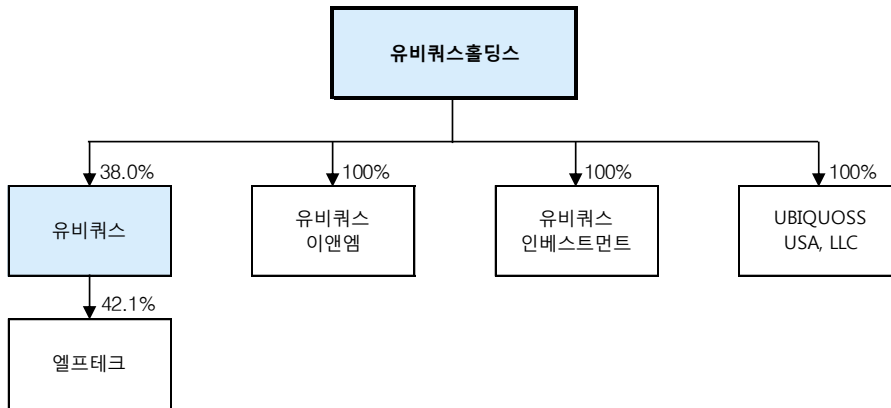 유비쿼스홀딩스
38.0%
100%
100%
100%
유비쿼스
유비쿼스
이앤엠
유비쿼스
인베스트먼트
UBIQUOSS
USA, LLC
42.1%
엘프테크